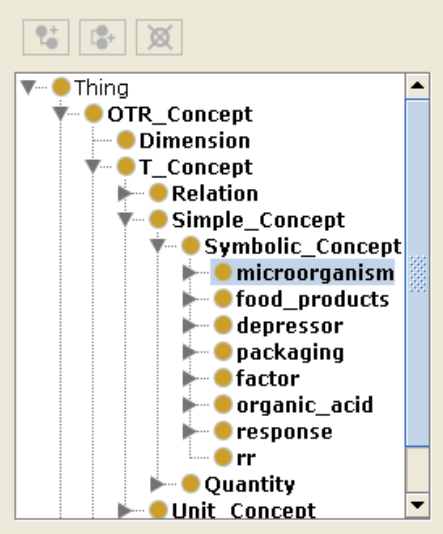 Thing
OTR_Concept
Dimension
T_Concept
Relation
Simple_Concept
Symbolic_Concept
microorganism
food_products
depressor
packaging
factor
organic_acid
response
rr
Quantity
Unit_Concept